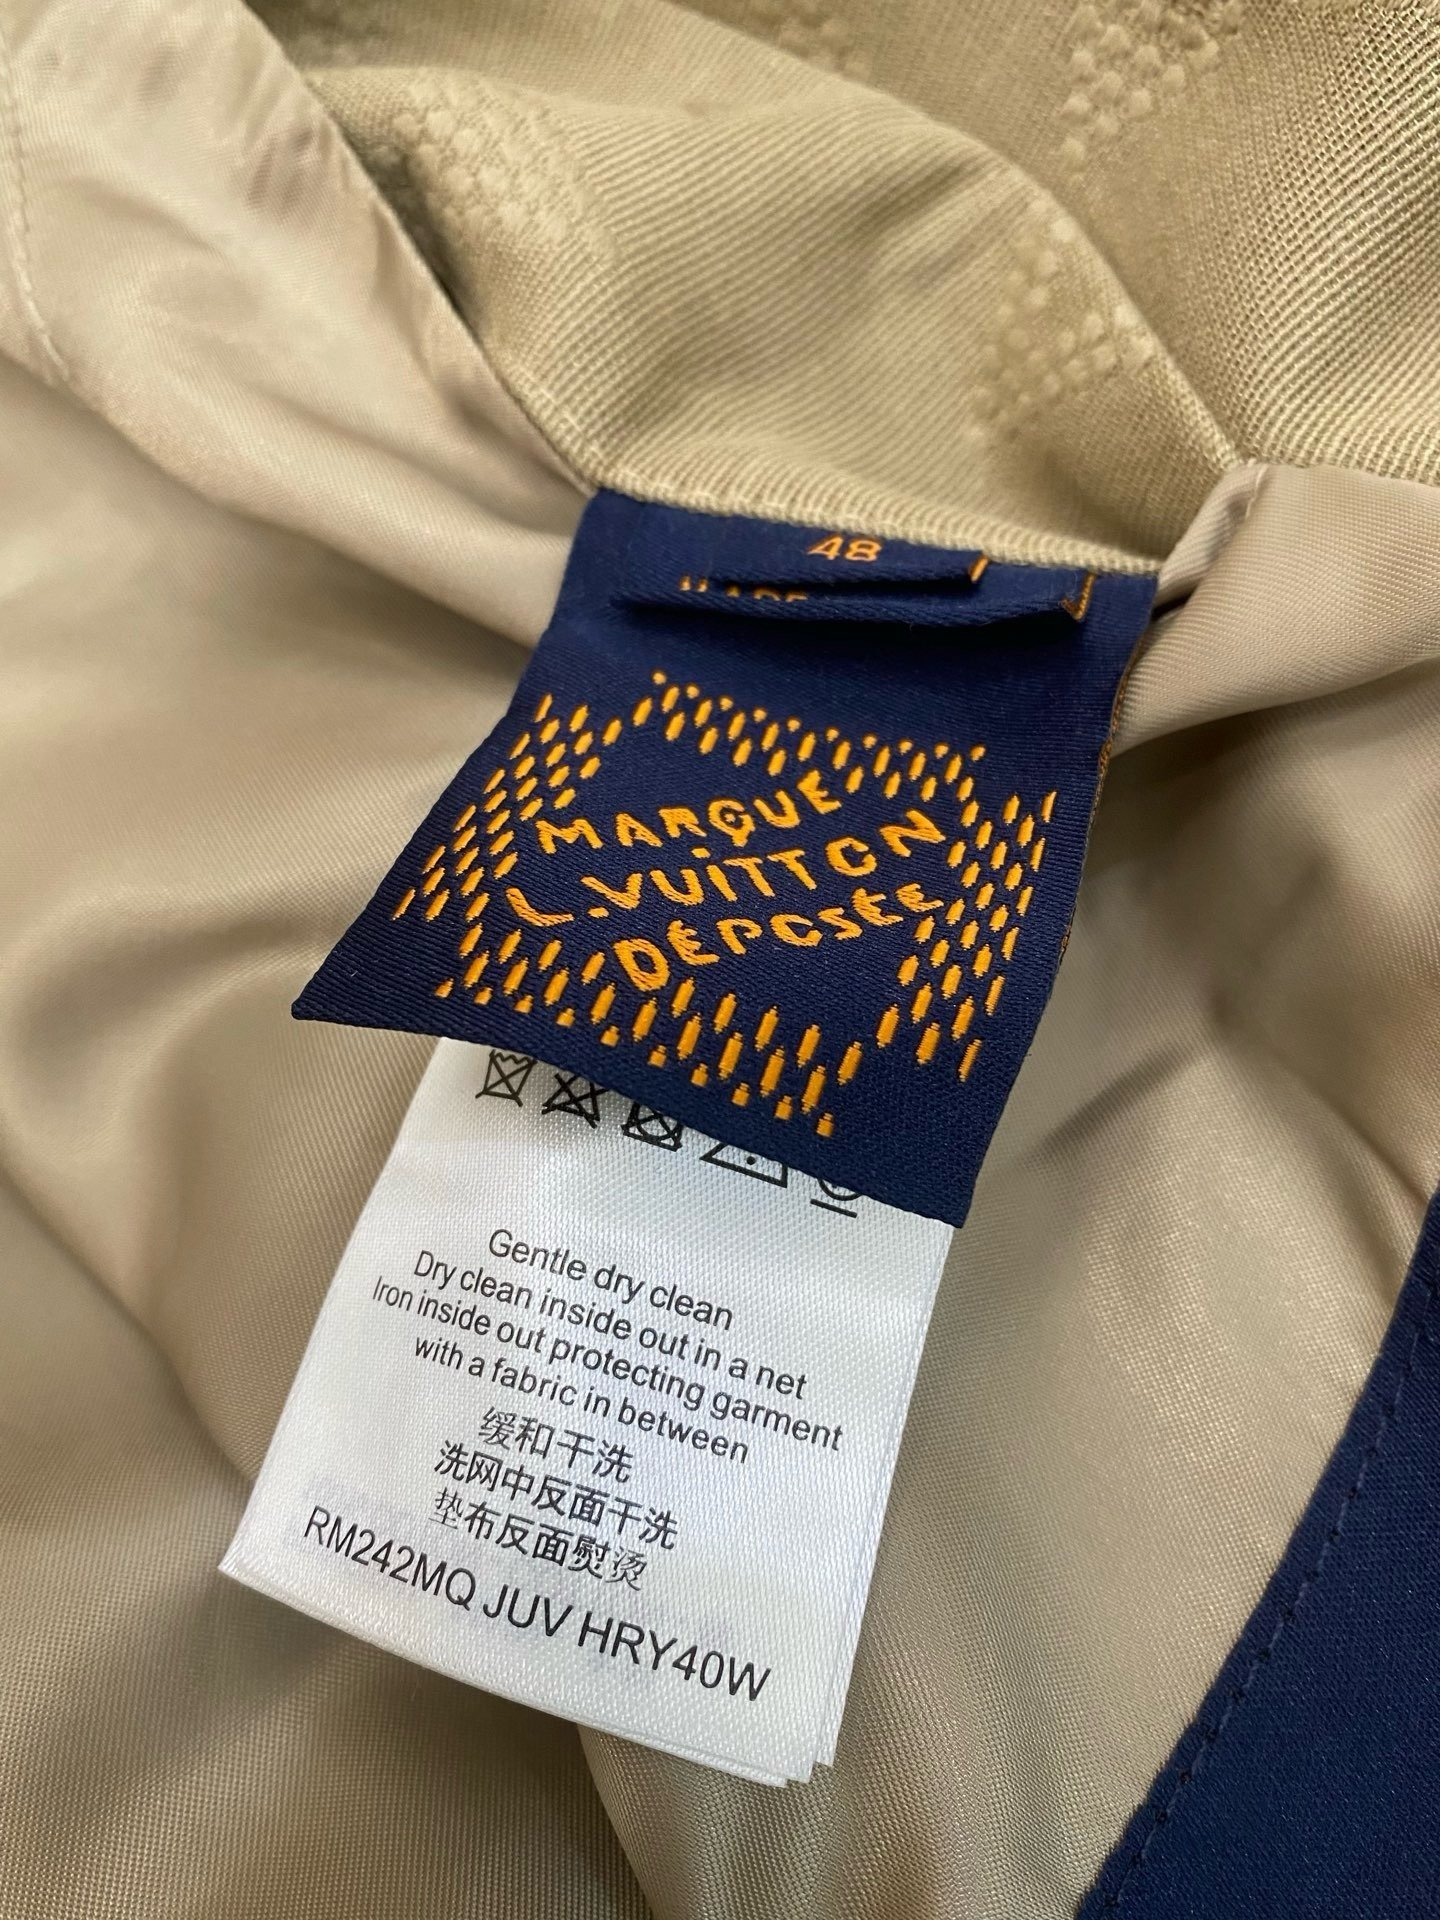 48
MADE
MARQUE
L.VUITTON
DÉPOSÉE
Gentle dry clean
Dry clean inside out in a net
Iron inside out protecting garment
with a fabric in between
缓和干洗
洗网中反面干洗
垫布反面熨烫
RM242MQ JUV HRY40W